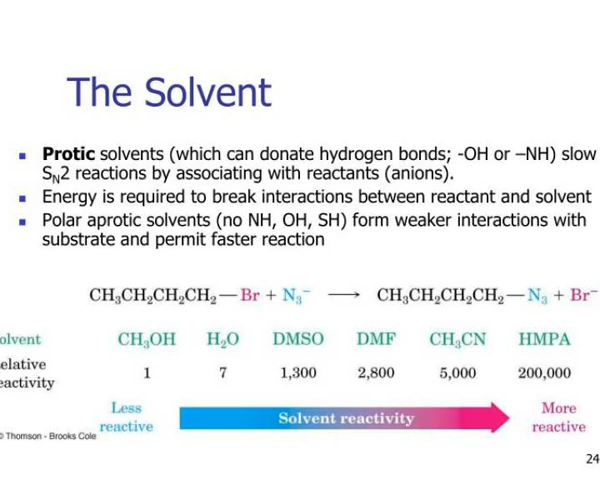 The Solvent
Protic solvents (which can donate hydrogen bonds; -OH or –NH) slow
SN2 reactions by associating with reactants (anions).
Energy is required to break interactions between reactant and solvent
Polar aprotic solvents (no NH, OH, SH) form weaker interactions with
substrate and permit faster reaction
CH₃CH₂CH₂CH₂—Br + N₃⁻ ⟶ CH₃CH₂CH₂CH₂—N₃ + Br⁻
olvent CH₃OH H₂O DMSO DMF CH₃CN HMPA
elative
eactivity 1 7 1,300 2,800 5,000 200,000
Less
reactive
Solvent reactivity
More
reactive
© Thomson - Brooks Cole
24